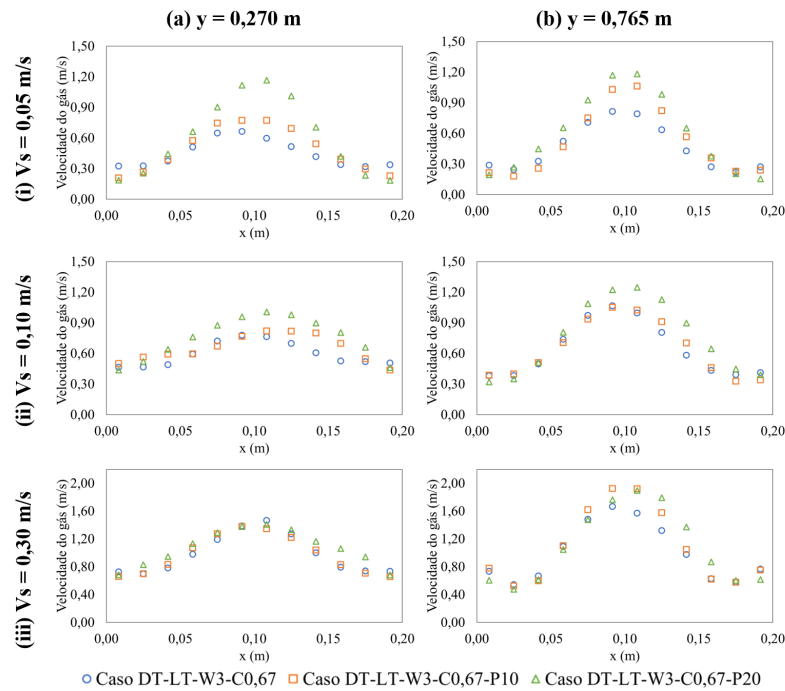 (a) y = 0,270 m (b) y = 0,765 m
(i) Vs = 0,05 m/s
Velocidade do gás (m/s)
1,50
1,20
0,90
0,60
0,30
0,00
0,00 0,05 0,10 0,15 0,20
x (m)
Velocidade do gás (m/s)
1,50
1,20
0,90
0,60
0,30
0,00
0,00 0,05 0,10 0,15 0,20
x (m)
(ii) Vs = 0,10 m/s
Velocidade do gás (m/s)
1,50
1,20
0,90
0,60
0,30
0,00
0,00 0,05 0,10 0,15 0,20
x (m)
Velocidade do gás (m/s)
1,50
1,20
0,90
0,60
0,30
0,00
0,00 0,05 0,10 0,15 0,20
x (m)
(iii) Vs = 0,30 m/s
Velocidade do gás (m/s)
2,00
1,60
1,20
0,80
0,40
0,00
0,00 0,05 0,10 0,15 0,20
x (m)
Velocidade do gás (m/s)
2,00
1,60
1,20
0,80
0,40
0,00
0,00 0,05 0,10 0,15 0,20
x (m)
Caso DT-LT-W3-C0,67 Caso DT-LT-W3-C0,67-P10 Caso DT-LT-W3-C0,67-P20